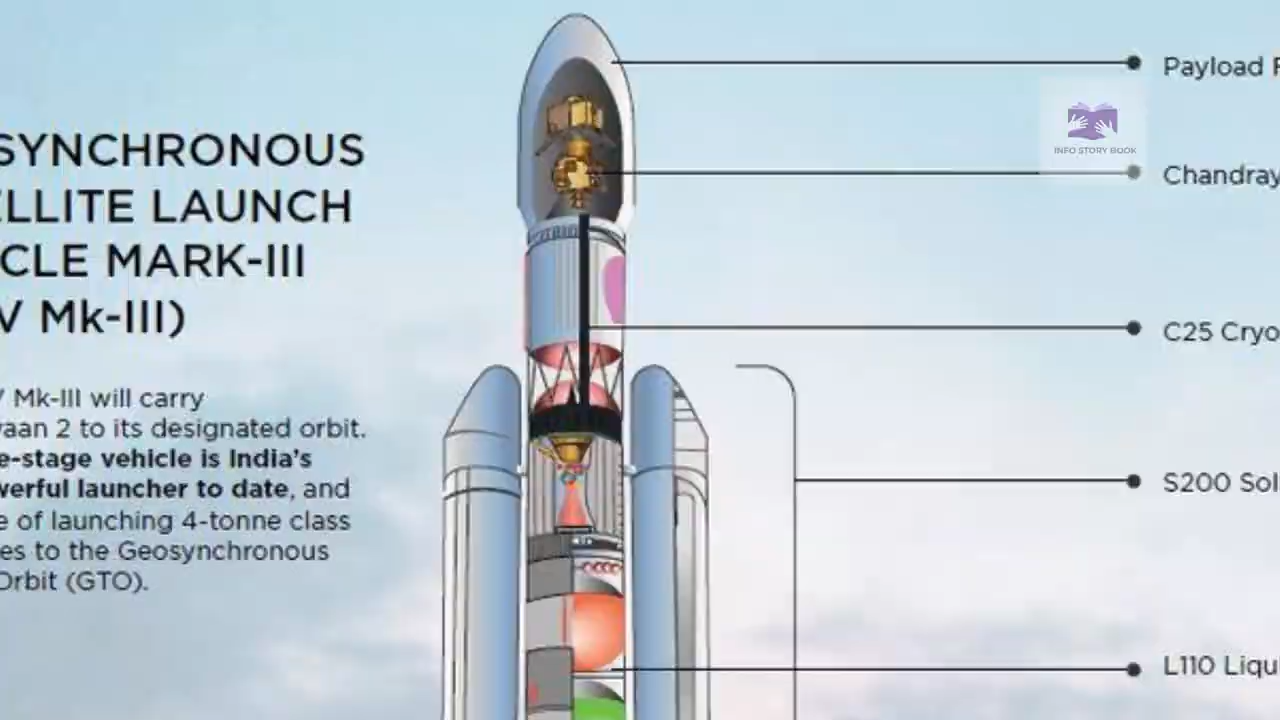 SYNCHRONOUS
ELLITE LAUNCH
CLE MARK-III
V Mk-III)
Mk-III will carry
yaan 2 to its designated orbit.
e-stage vehicle is India's
werful launcher to date, and
e of launching 4-tonne class
es to the Geosynchronous
Orbit (GTO).
Payload F
INFO STORY BOOK
Chandray
C25 Cryo
S200 Sol
L110 Liqu